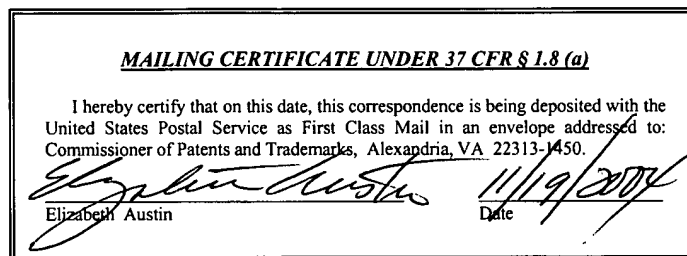 MAILING CERTIFICATE UNDER 37 CFR § 1.8 (a)
I hereby certify that on this date, this correspondence is being deposited with the
United States Postal Service as First Class Mail in an envelope addressed to:
Commissioner of Patents and Trademarks, Alexandria, VA 22313-1450.
Elizabeth Austin 11/19/2004
Elizabeth Austin Date